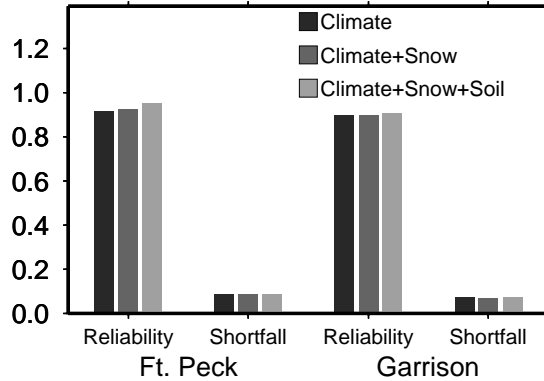 Climate
1.2
Climate+Snow
1.0
Climate+Snow+Soil
0.8
0.6
0.4
0.2
0.0
Reliability Shortfall Reliability Shortfall
Ft. Peck Garrison